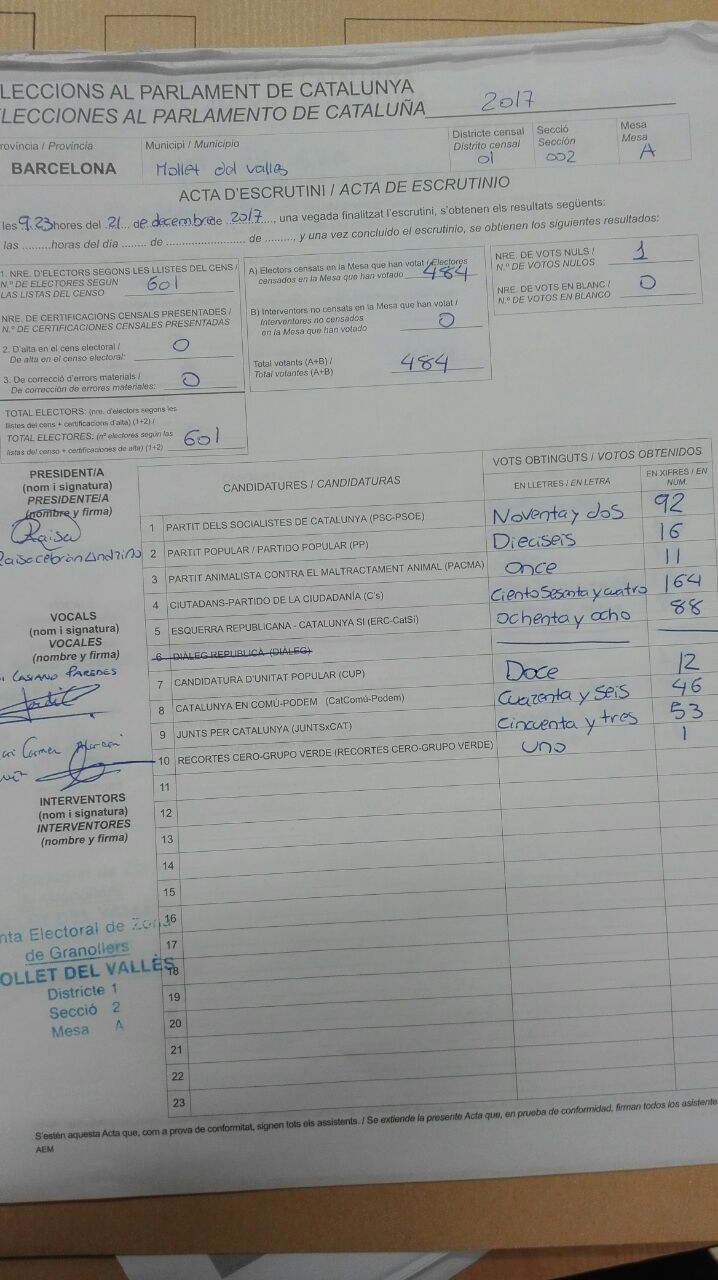 LECCIONS AL PARLAMENT DE CATALUNYA
LECCIONES AL PARLAMENTO DE CATALUÑA 2017
rovíncia / Provincia
BARCELONA
Municipi / Municipio
Mollet del Vallès
Districte censal
Distrito censal
01
Secció
Sección
002
Mesa
Mesa
A
ACTA D'ESCRUTINI / ACTA DE ESCRUTINIO
les 9.23 hores del 21 de decembre de 2017, una vegada finalitzat l'escrutini, s'obtenen els resultats següents:
las .........horas del día ....... de ........................ de ........, y una vez concluido el escrutinio, se obtienen los siguientes resultados:
1. NRE. D'ELECTORS SEGONS LES LLISTES DEL CENS /
N.º DE ELECTORES SEGÚN
LAS LISTAS DEL CENSO 601
NRE. DE CERTIFICACIONS CENSALS PRESENTADES /
N.º DE CERTIFICACIONES CENSALES PRESENTADAS
2. D'alta en el cens electoral /
De alta en el censo electoral: 0
3. De correcció d'errors materials /
De corrección de errores materiales: 0
TOTAL ELECTORS: (nre. d'electors segons les
llistes del cens + certificacions d'alta) (1+2) /
TOTAL ELECTORES: (nº electores según las
listas del censo + certificaciones de alta) (1+2) 601
A) Electors censats en la Mesa que han votat / Electores
censados en la Mesa que han votado 484
B) Interventors no censats en la Mesa que han votat /
Interventores no censados
en la Mesa que han votado 0
Total votants (A+B) /
Total votantes (A+B) 484
NRE. DE VOTS NULS /
N.º DE VOTOS NULOS 1
NRE. DE VOTS EN BLANC /
N.º DE VOTOS EN BLANCO 0
PRESIDENT/A
(nom i signatura)
PRESIDENTE/A
(nombre y firma)
Raisa
VOCALS
(nom i signatura)
VOCALES
(nombre y firma)
CASIANO PAREDES
Carmen
INTERVENTORS
(nom i signatura)
INTERVENTORES
(nombre y firma)
CANDIDATURES / CANDIDATURAS
VOTS OBTINGUTS / VOTOS OBTENIDOS
EN LLETRES / EN LETRA
EN XIFRES / EN NÚM.
1 PARTIT DELS SOCIALISTES DE CATALUNYA (PSC-PSOE) Noventa y dos 92
2 PARTIT POPULAR / PARTIDO POPULAR (PP) Dieciseis 16
3 PARTIT ANIMALISTA CONTRA EL MALTRACTAMENT ANIMAL (PACMA) once 11
4 CIUTADANS-PARTIDO DE LA CIUDADANÍA (C's) Ciento Sesenta y cuatro 164
5 ESQUERRA REPUBLICANA - CATALUNYA SI (ERC-CatSí) ochenta y ocho 88
6 DIÀLEG REPUBLICÀ (DIÀLEG)
7 CANDIDATURA D'UNITAT POPULAR (CUP) Doce 12
8 CATALUNYA EN COMÚ-PODEM (CatComú-Podem) Cuarenta y seis 46
9 JUNTS PER CATALUNYA (JUNTSxCAT) Cincuenta y tres 53
10 RECORTES CERO-GRUPO VERDE (RECORTES CERO-GRUPO VERDE) uno 1
11
12
13
14
15
16
17
18
19
20
21
22
23
nta Electoral de Zona
de Granollers
OLLET DEL VALLÈS
Districte 1
Secció 2
Mesa A
S'estén aquesta Acta que, com a prova de conformitat, signen tots els assistents. / Se extiende la presente Acta que, en prueba de conformidad, firman todos los asistente
AEM